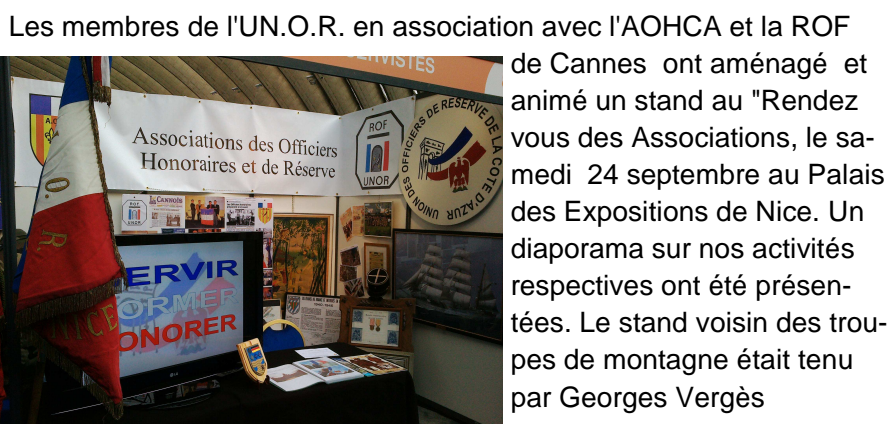 Les membres de l'UN.O.R. en association avec l'AOHCA et la ROF
de Cannes ont aménagé et
animé un stand au "Rendez
vous des Associations, le sa-
medi 24 septembre au Palais
des Expositions de Nice. Un
diaporama sur nos activités
respectives ont été présen-
tées. Le stand voisin des trou-
pes de montagne était tenu
par Georges Vergès
Associations des Officiers
Honoraires et de Réserve
ROF
UNOR
UNION DES OFFICIERS DE RESERVE DE LA COTE D'AZUR
CANNOIS
O. R.
NICE
ERVIR
ORMER
ONORER
LG